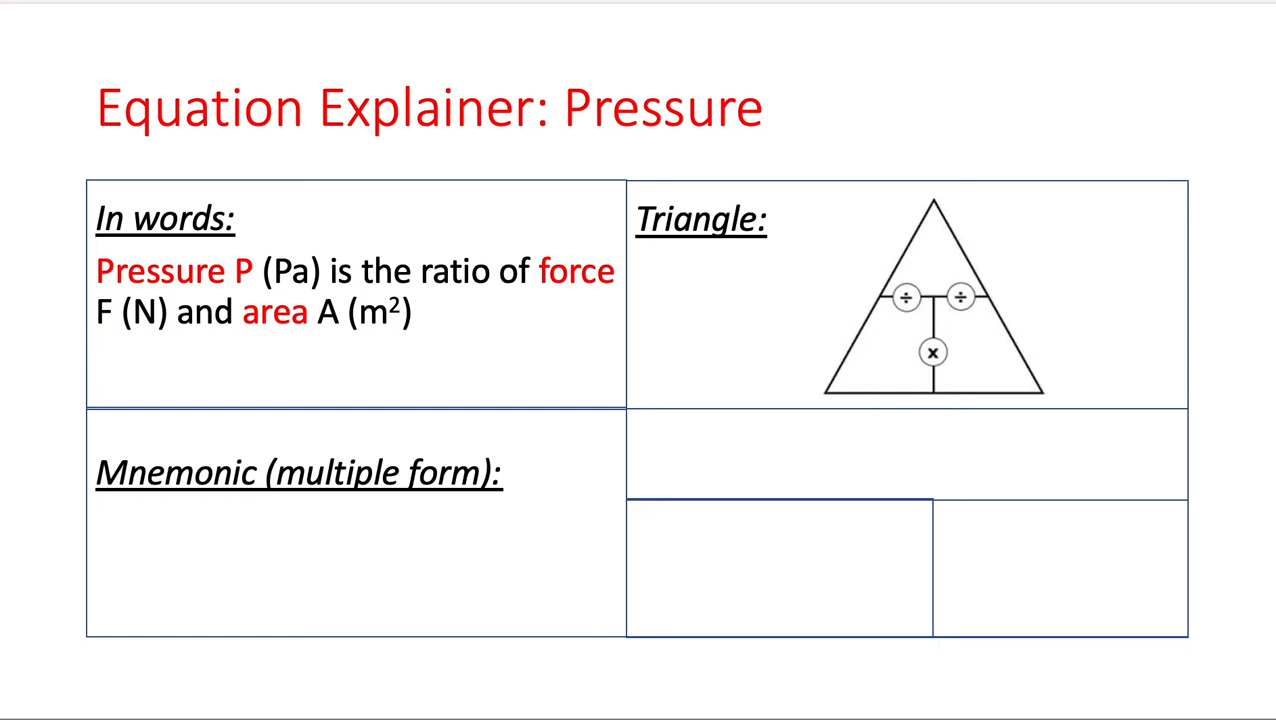 Equation Explainer: Pressure
In words:
Pressure P (Pa) is the ratio of force
F (N) and area A (m²)
Triangle:
÷ ÷
x
Mnemonic (multiple form):